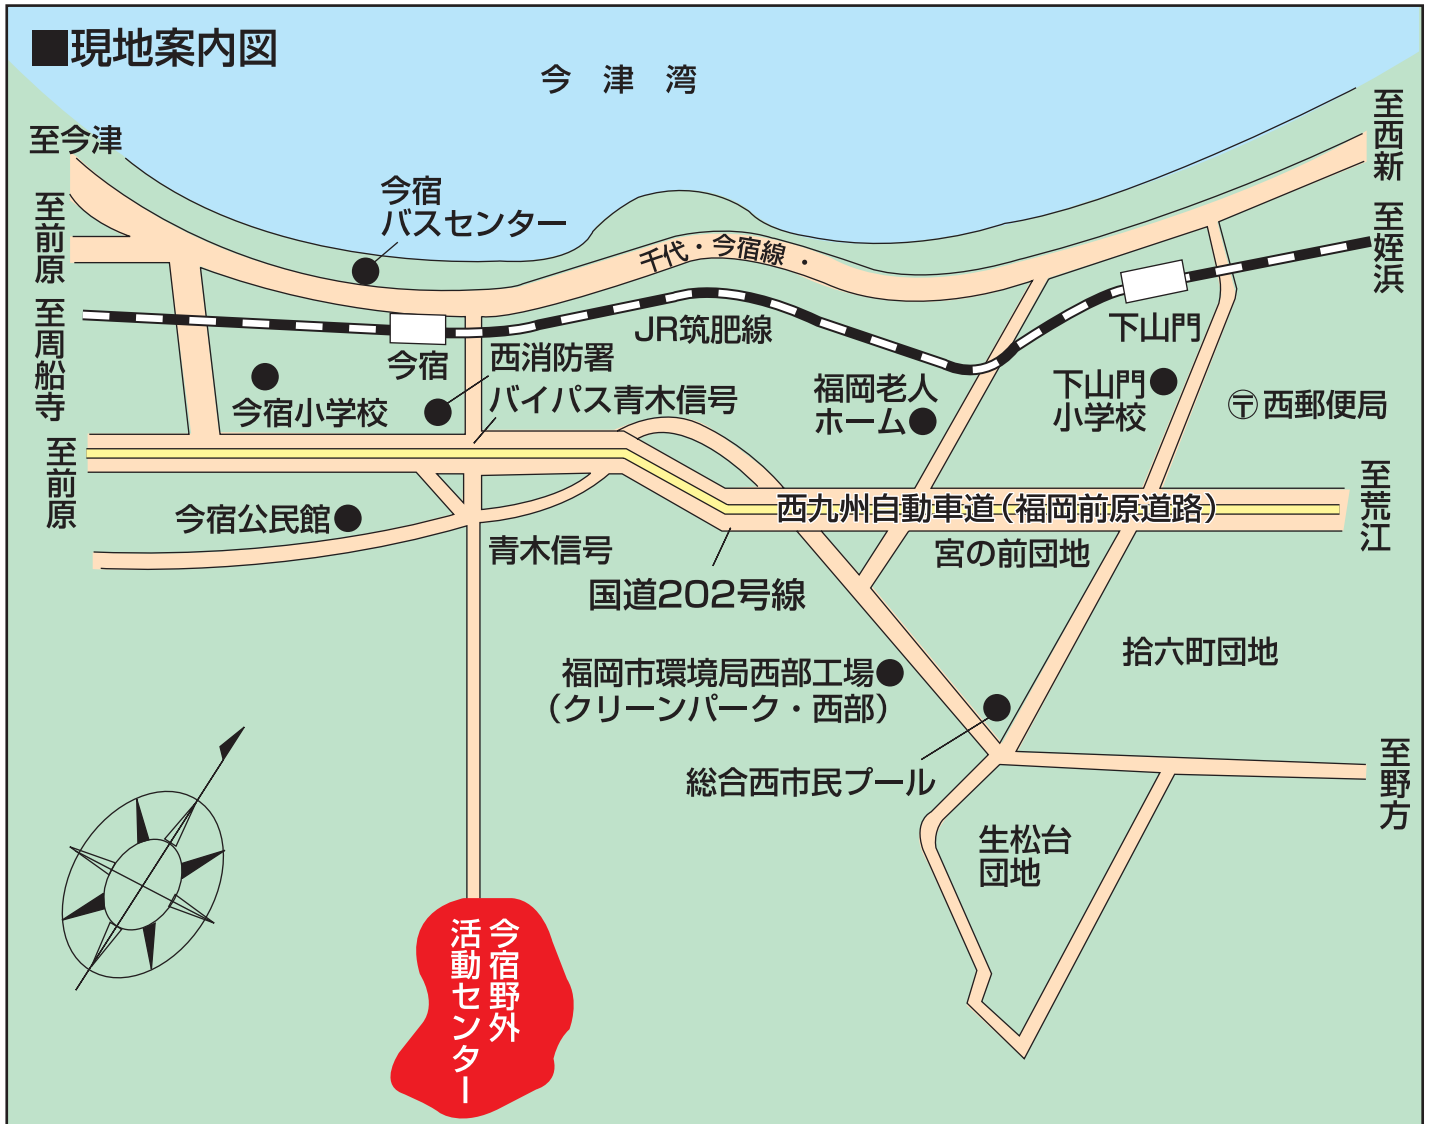 ■現地案内図
今津湾
至今津
至西新
至前原
今宿
バスセンター
千代・今宿線・
至姪浜
至周船寺
JR筑肥線
下山門
今宿
西消防署
バイパス青木信号
今宿小学校
福岡老人
ホーム
下山門
小学校
〒西郵便局
至前原
西九州自動車道(福岡前原道路)
至荒江
今宿公民館
青木信号
宮の前団地
国道202号線
拾六町団地
福岡市環境局西部工場
(クリーンパーク・西部)
総合西市民プール
至野方
生松台
団地
今宿野外
活動センター